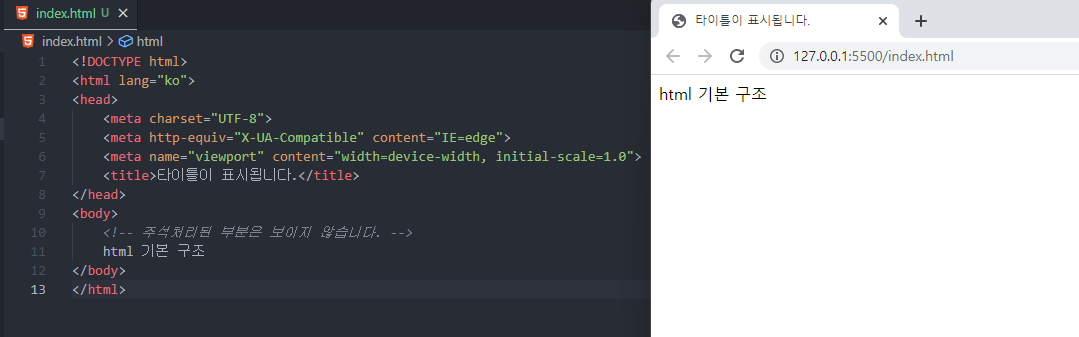 index.html U
index.html > html
1 <!DOCTYPE html>
2 <html lang="ko">
3 <head>
4 <meta charset="UTF-8">
5 <meta http-equiv="X-UA-Compatible" content="IE=edge">
6 <meta name="viewport" content="width=device-width, initial-scale=1.0">
7 <title>타이틀이 표시됩니다.</title>
8 </head>
9 <body>
10 <!-- 주석처리된 부분은 보이지 않습니다. -->
11 html 기본 구조
12 </body>
13 </html>
타이틀이 표시됩니다.
127.0.0.1:5500/index.html
html 기본 구조